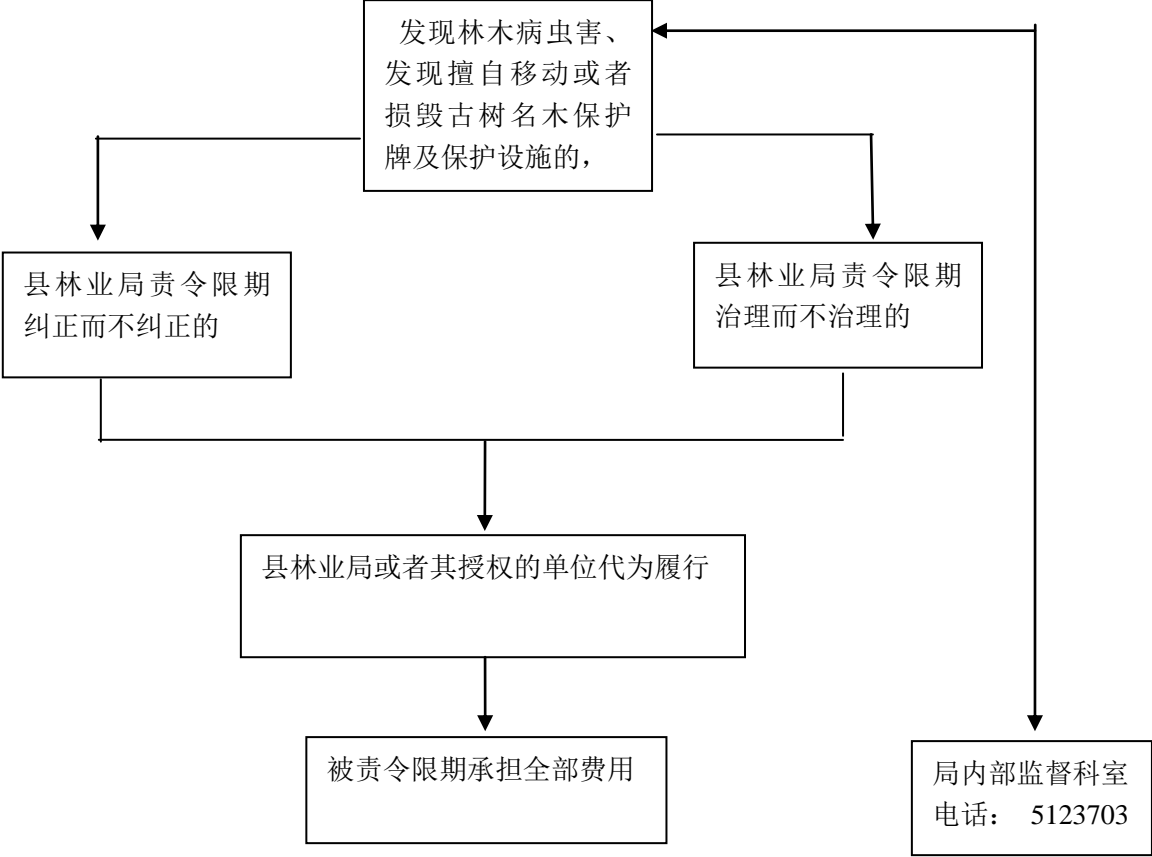 发现林木病虫害、
发现擅自移动或者
损毁古树名木保护
牌及保护设施的，
县林业局责令限期
纠正而不纠正的
县林业局责令限期
治理而不治理的
县林业局或者其授权的单位代为履行
被责令限期承担全部费用
局内部监督科室
电话： 5123703